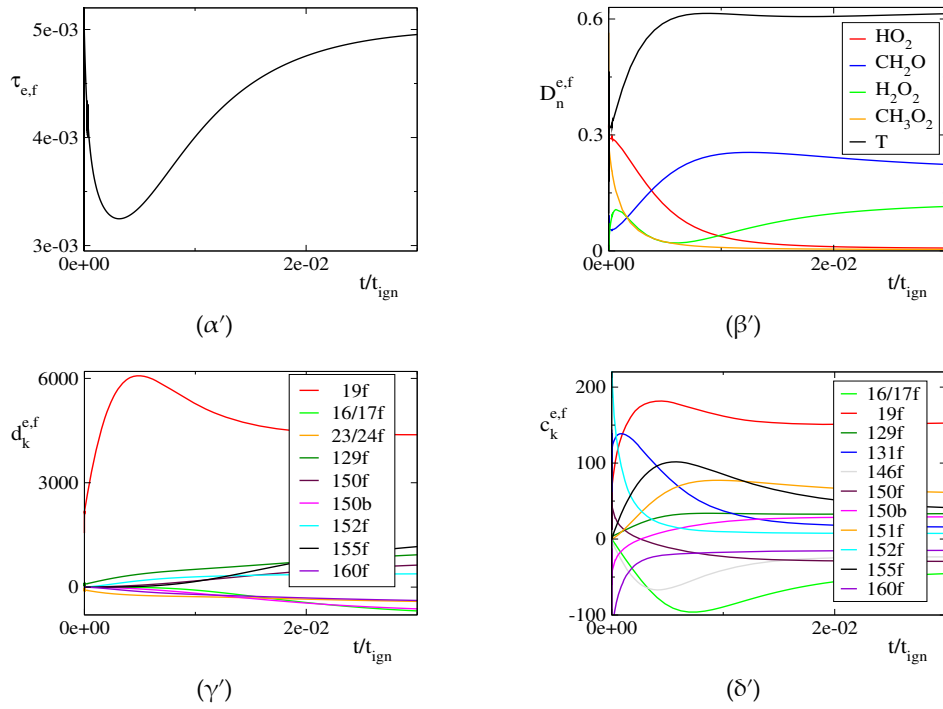 5e-03
τe,f
4e-03
3e-03
0e+00
2e-02
t/tign
(α′)
0.6
HO2
CH2O
Dne,f
H2O2
CH3O2
0.3
T
0
0e+00
2e-02
t/tign
(β′)
6000
19f
16/17f
dke,f
23/24f
129f
3000
150f
150b
152f
155f
0
160f
0e+00
2e-02
t/tign
(γ′)
200
16/17f
19f
cke,f
129f
131f
100
146f
150f
150b
0
151f
152f
155f
160f
-100
0e+00
2e-02
t/tign
(δ′)